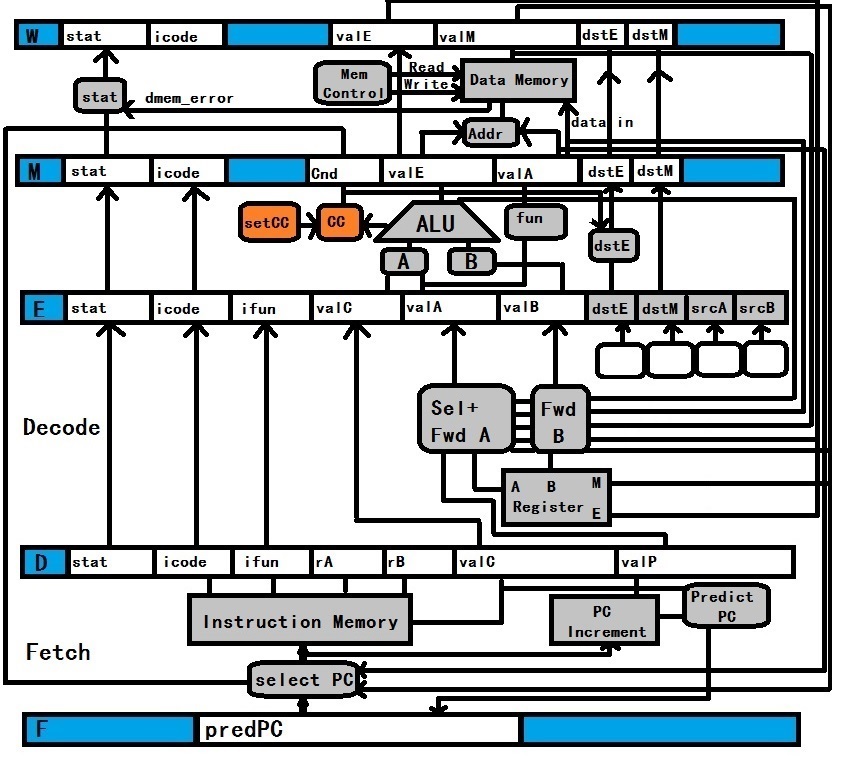 W stat icode valE valM dstE dstM
Mem Control
Read
Write
Data Memory
stat
dmem_error
Addr
data in
M stat icode Cnd valE valA dstE dstM
setCC
CC
ALU
fun
dstE
A
B
E stat icode ifun valC valA valB dstE dstM srcA srcB
Decode
Sel+
Fwd A
Fwd
B
A B M
Register
E
D stat icode ifun rA rB valC valP
Instruction Memory
PC
Increment
Predict
PC
Fetch
select PC
F predPC